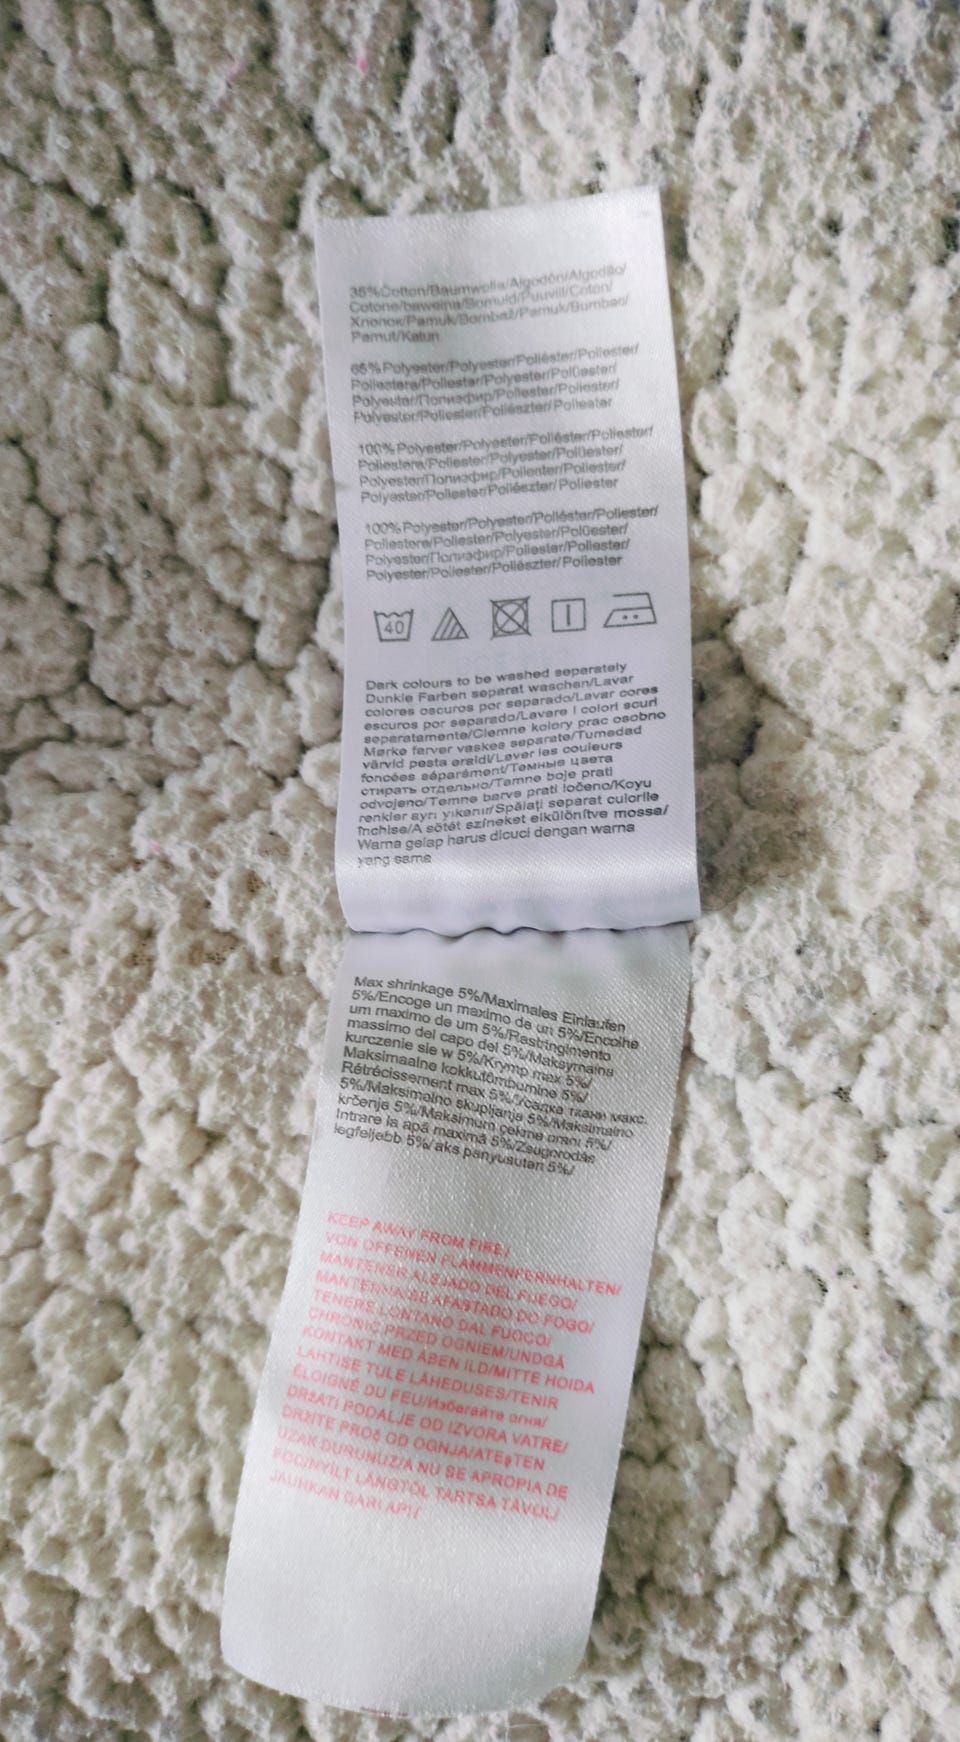 35%Cotton/Baumwolle/Algodón/Algodão/
Cotone/bawełna/Bomuld/Puuvill/Coton/
Хлопок/Pamuk/Bombaž/Pamuk/Bumbac/
Pamut/Katun
65%Polyester/Polyester/Poliéster/Poliester/
Poliestere/Poliester/Polyester/Polüester/
Polyester/Полиэфир/Poliester/Poliester/
Polyester/Poliester/Poliészter/Poliester
100%Polyester/Polyester/Poliéster/Poliester/
Poliestere/Poliester/Polyester/Polüester/
Polyester/Полиэфир/Poliester/Poliester/
Polyester/Poliester/Poliészter/Poliester
100%Polyester/Polyester/Poliéster/Poliester/
Poliestere/Poliester/Polyester/Polüester/
Polyester/Полиэфир/Poliester/Poliester/
Polyester/Poliester/Poliészter/Poliester
40
Dark colours to be washed separately
Dunkle Farben separat waschen/Lavar
colores oscuros por separado/Lavar cores
escuros por separado/Lavare i colori scuri
separatamente/Ciemne kolory prac osobno
Mørke farver vaskes separate/Tumedad
värvid pesta eraldi/Laver les couleurs
foncées séparément/Темные цвета
стирать отдельно/Tamne boje prati
odvojeno/Temne barve prati ločeno/Koyu
renkler ayrı yıkanır/Spălați separat culorile
închise/A sötét színeket elkülönítve mossa/
Warna gelap harus dicuci dengan warna
yang sama
Max shrinkage 5%/Maximales Einlaufen
5%/Encoge un maximo de un 5%/Encolhe
um maximo de um 5%/Rastringimento
massimo del capo del 5%/Maksymalne
kurczenie sie w 5%/Krymp max 5%/
Maksimaalne kokkutõmbumine 5%/
Rétrécissement max 5%/Усадка ткани макс.
5%/Maksimalno skupljanje 5%/Maksimalno
krčenje 5%/Maksimum çekme oranı 5%/
Intrare la apă maximă 5%/Zsugorodás
legfeljebb 5%/aks panyusutan 5%/
KEEP AWAY FROM FIRE/
VON OFFENEN FLAMMENFERNHALTEN/
MANTENER ALEJADO DEL FUEGO/
MANTENHA SE AFASTADO DO FOGO/
TENERE LONTANO DAL FUOCO/
CHRONIC PRZED OGNIEM/UNDGÅ
KONTAKT MED ÅBEN ILD/MITTE HOIDA
LAHTISE TULE LÄHEDUSES/TENIR
ÉLOIGNÉ DU FEU/Избегайте огня/
DRŽATI PODALJE OD IZVORA VATRE/
DRŽITE PROČ OD OGNJA/ATEŞTEN
UZAK DURUNUZ/A NU SE APROPIA DE
FOC/NYÍLT LÁNGTÓL TARTSA TÁVOL/
JAUHKAN DARI API/